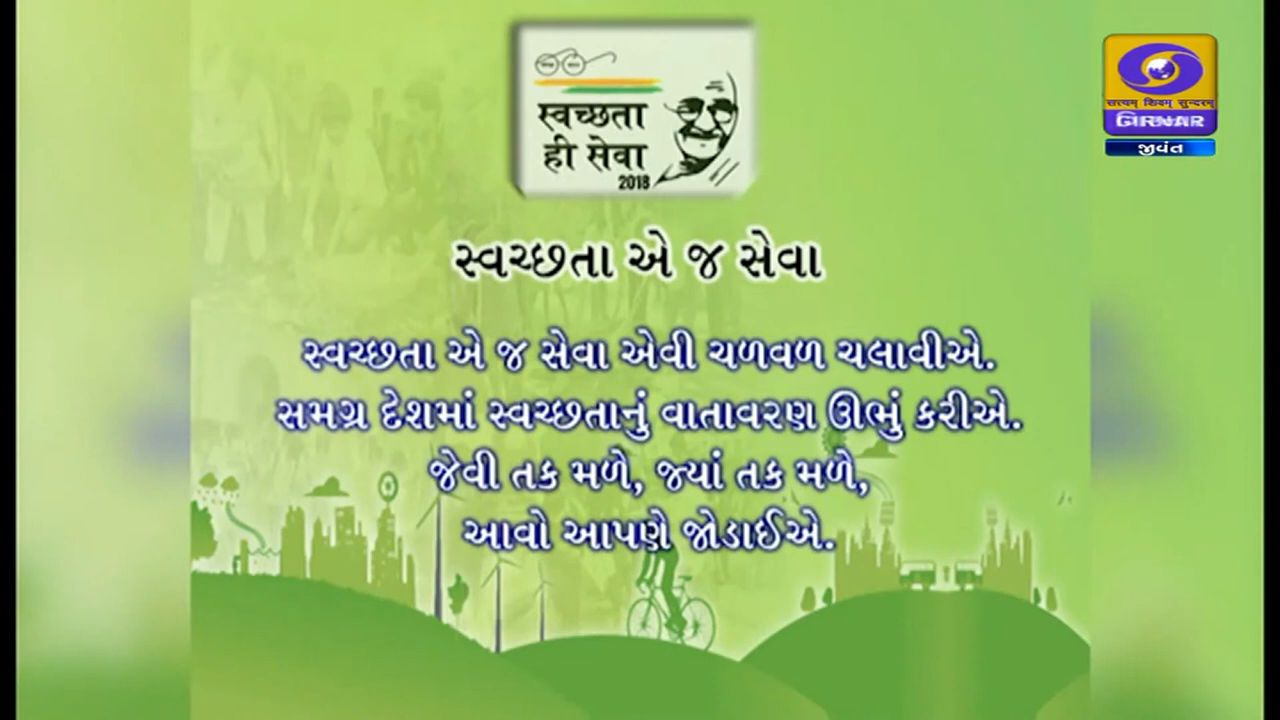 स्वच्छता
ही सेवा
2018
सत्यम् शिवम् सुन्दरम्
GIRNAR
જીવંત
સ્વચ્છતા એ જ સેવા
સ્વચ્છતા એ જ સેવા એવી ચળવળ ચલાવીએ.
સમગ્ર દેશમાં સ્વચ્છતાનું વાતાવરણ ઊભું કરીએ.
જેવી તક મળે, જ્યાં તક મળે,
આવો આપણે જોડાઈએ.